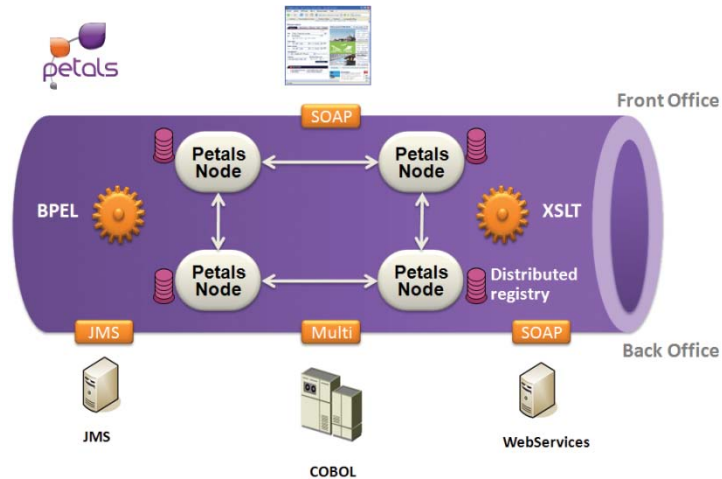 petals
Front Office
SOAP
Petals
Node
Petals
Node
BPEL
XSLT
Petals
Node
Petals
Node
Distributed
registry
JMS
Multi
SOAP
Back Office
JMS
COBOL
WebServices